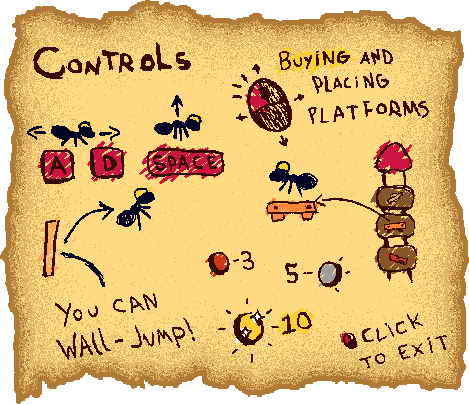 CONTROLS
BUYING AND
PLACING
PLATFORMS
A D SPACE
-3
5-
-10
YOU CAN
WALL-JUMP!
CLICK
TO EXIT